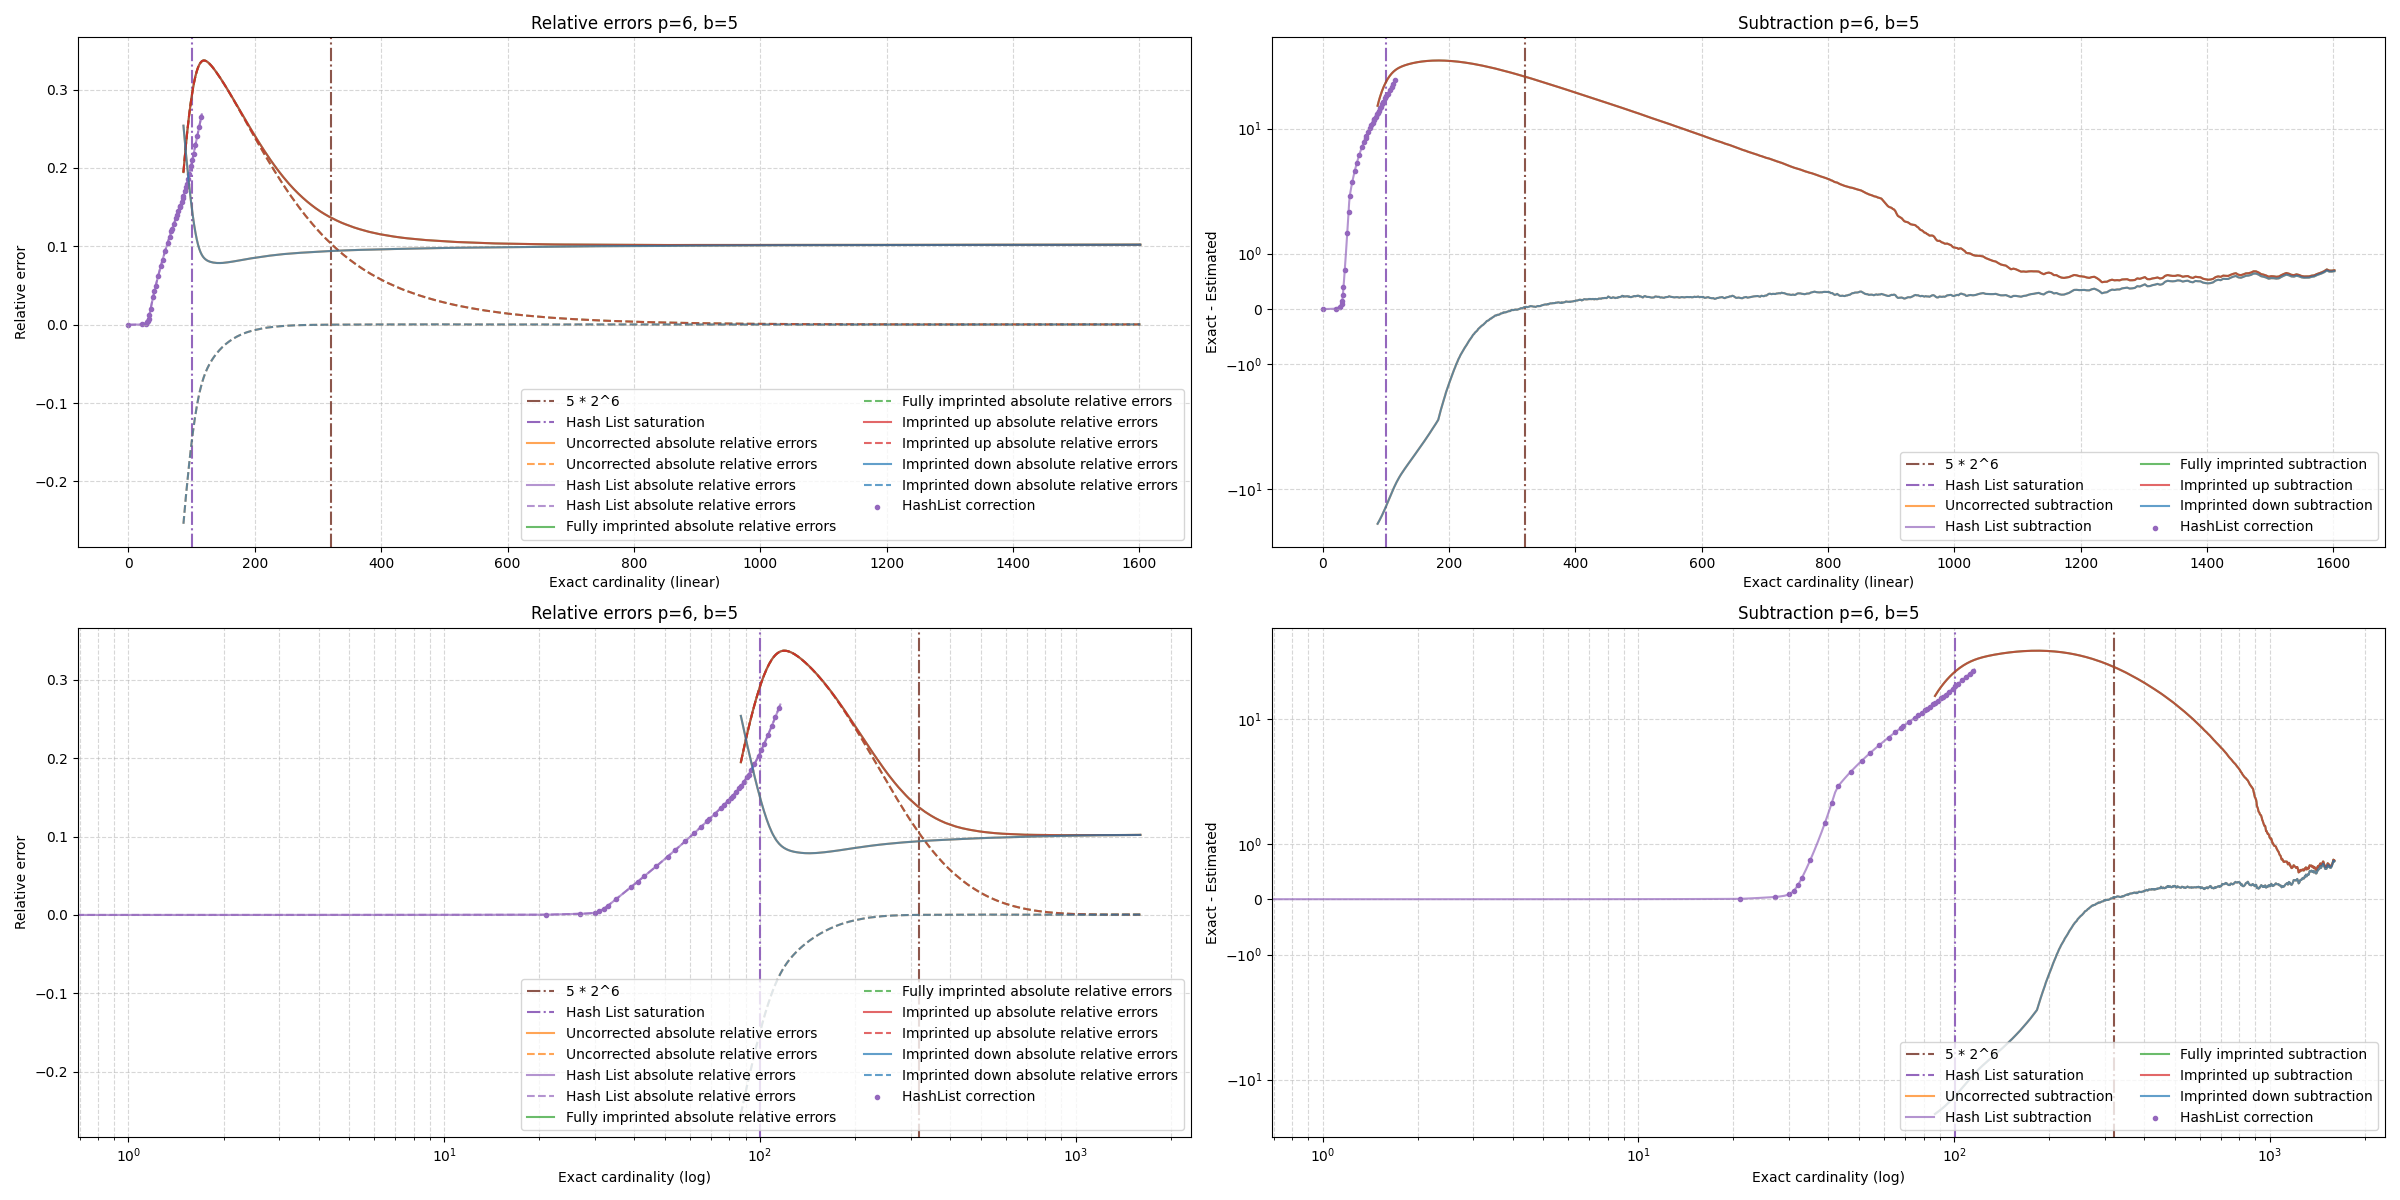 Relative errors p=6, b=5
0.3
0.2
0.1
0.0
−0.1
−0.2
Relative error
0 200 400 600 800 1000 1200 1400 1600
Exact cardinality (linear)
5 * 2^6
Hash List saturation
Uncorrected absolute relative errors
Uncorrected absolute relative errors
Hash List absolute relative errors
Hash List absolute relative errors
Fully imprinted absolute relative errors
Fully imprinted absolute relative errors
Imprinted up absolute relative errors
Imprinted up absolute relative errors
Imprinted down absolute relative errors
Imprinted down absolute relative errors
HashList correction
Subtraction p=6, b=5
10^1
10^0
0
−10^0
−10^1
Exact - Estimated
0 200 400 600 800 1000 1200 1400 1600
Exact cardinality (linear)
5 * 2^6
Hash List saturation
Uncorrected subtraction
Hash List subtraction
Fully imprinted subtraction
Imprinted up subtraction
Imprinted down subtraction
HashList correction
Relative errors p=6, b=5
0.3
0.2
0.1
0.0
−0.1
−0.2
Relative error
10^0 10^1 10^2 10^3
Exact cardinality (log)
5 * 2^6
Hash List saturation
Uncorrected absolute relative errors
Uncorrected absolute relative errors
Hash List absolute relative errors
Hash List absolute relative errors
Fully imprinted absolute relative errors
Fully imprinted absolute relative errors
Imprinted up absolute relative errors
Imprinted up absolute relative errors
Imprinted down absolute relative errors
Imprinted down absolute relative errors
HashList correction
Subtraction p=6, b=5
10^1
10^0
0
−10^0
−10^1
Exact - Estimated
10^0 10^1 10^2 10^3
Exact cardinality (log)
5 * 2^6
Hash List saturation
Uncorrected subtraction
Hash List subtraction
Fully imprinted subtraction
Imprinted up subtraction
Imprinted down subtraction
HashList correction